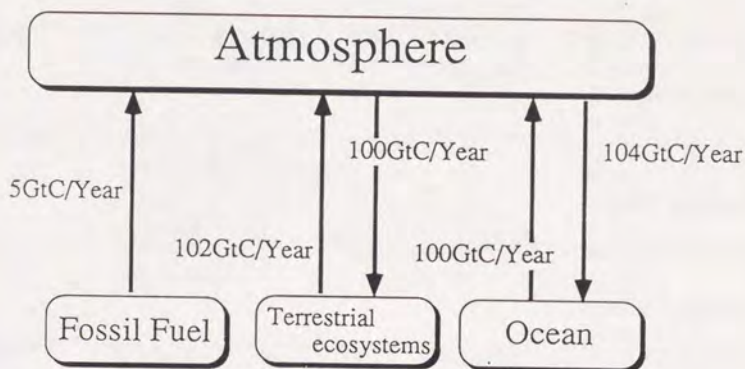 Atmosphere
100GtC/Year
104GtC/Year
5GtC/Year
102GtC/Year
100GtC/Year
Fossil Fuel
Terrestrial
ecosystems
Ocean